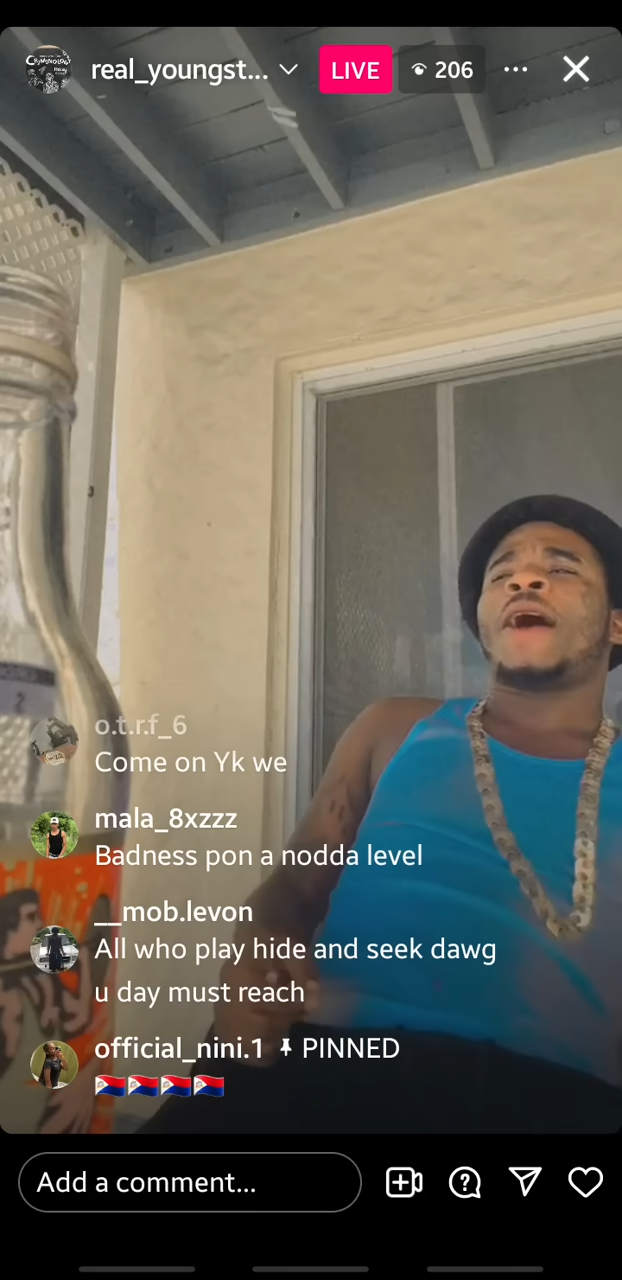 real_youngst...
LIVE
206
o.t.r.f_6
Come on Yk we
mala_8xzzz
Badness pon a nodda level
__mob.levon
All who play hide and seek dawg
u day must reach
official_nini.1 PINNED
🇸🇽🇸🇽🇸🇽🇸🇽
Add a comment...